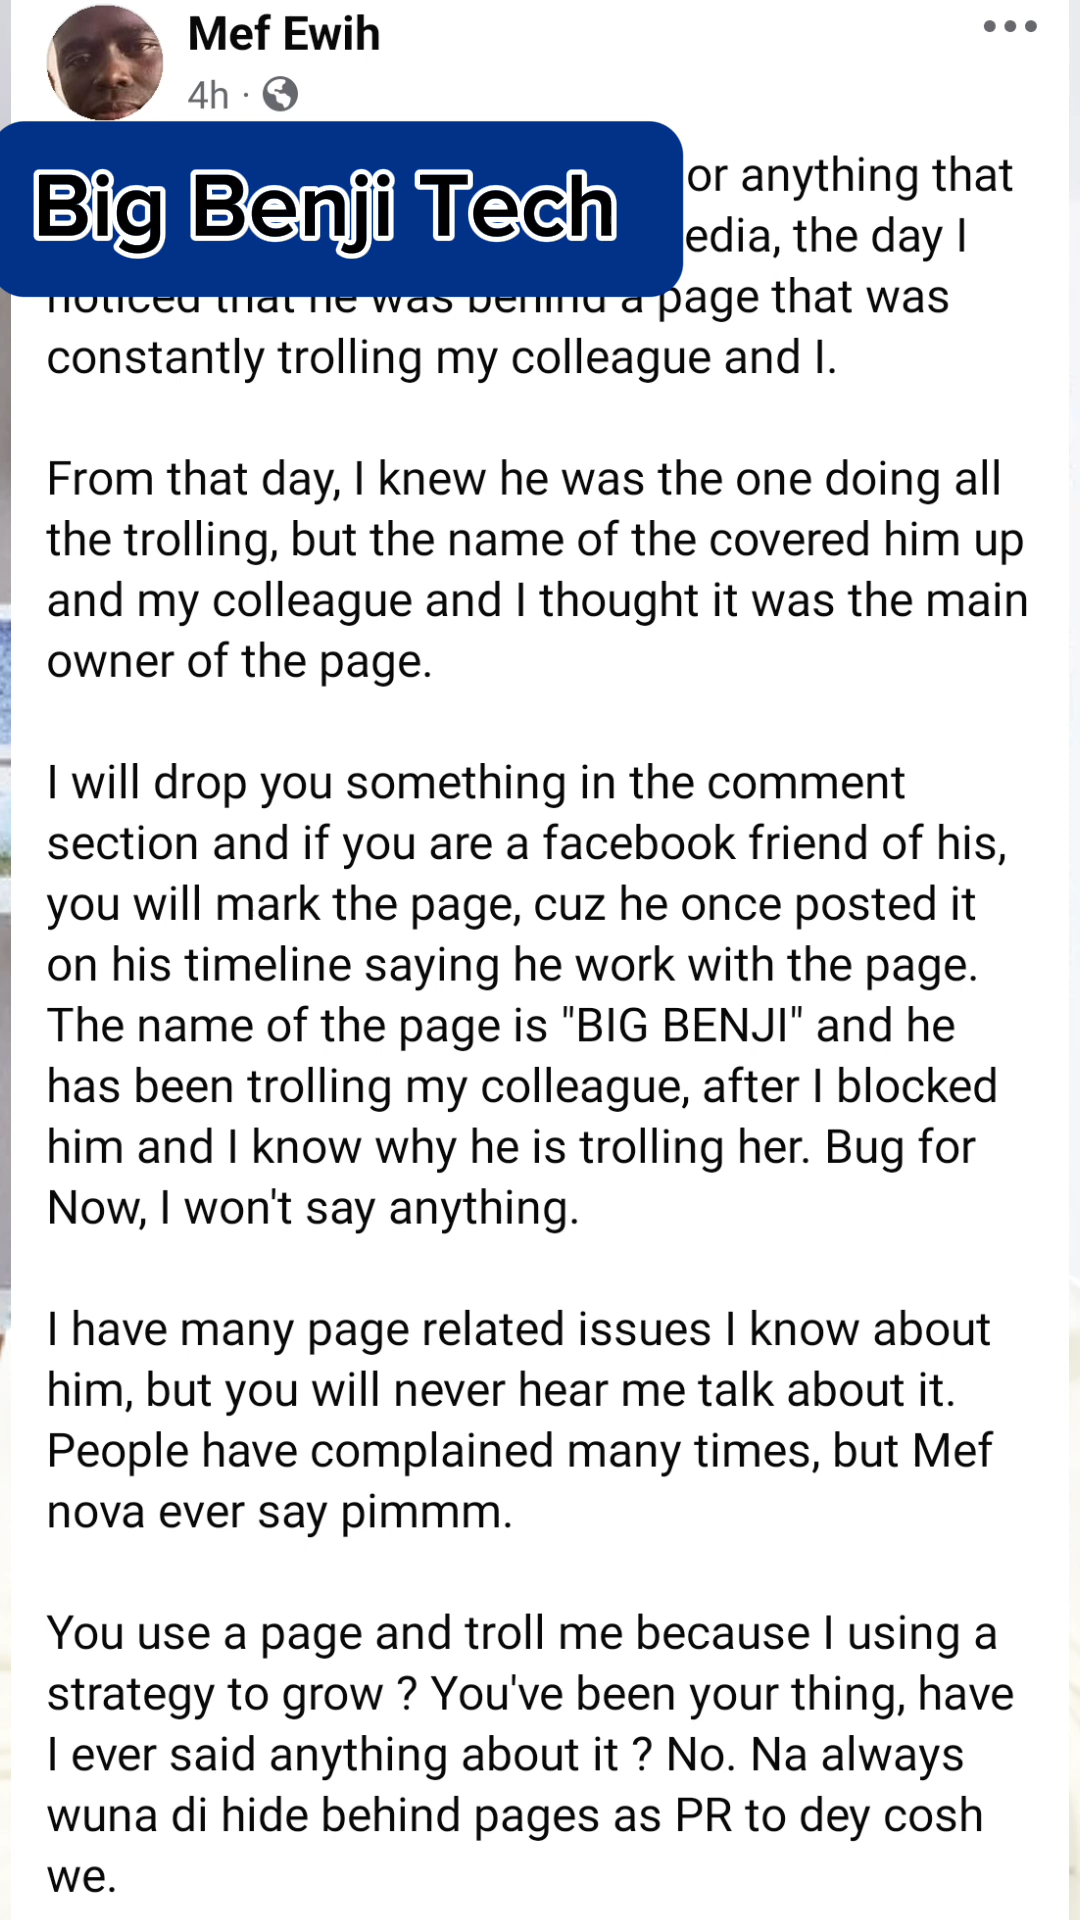 Mef Ewih
4h ·
Big Benji Tech
or anything that
edia, the day I
noticed that he was behind a page that was
constantly trolling my colleague and I.
From that day, I knew he was the one doing all
the trolling, but the name of the covered him up
and my colleague and I thought it was the main
owner of the page.
I will drop you something in the comment
section and if you are a facebook friend of his,
you will mark the page, cuz he once posted it
on his timeline saying he work with the page.
The name of the page is "BIG BENJI" and he
has been trolling my colleague, after I blocked
him and I know why he is trolling her. Bug for
Now, I won't say anything.
I have many page related issues I know about
him, but you will never hear me talk about it.
People have complained many times, but Mef
nova ever say pimmm.
You use a page and troll me because I using a
strategy to grow ? You've been your thing, have
I ever said anything about it ? No. Na always
wuna di hide behind pages as PR to dey cosh
we.